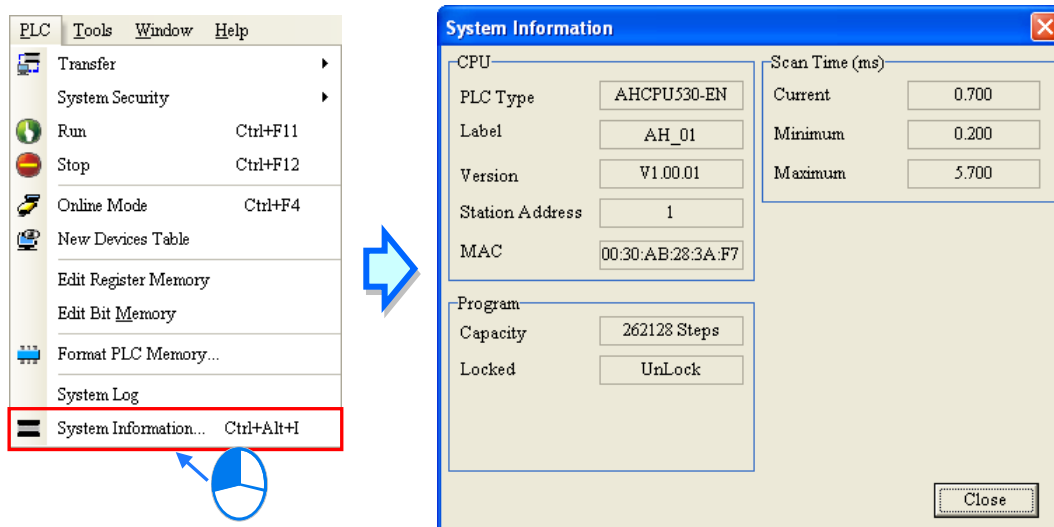 PLC Tools Window Help
Transfer
System Security
Run Ctrl+F11
Stop Ctrl+F12
Online Mode Ctrl+F4
New Devices Table
Edit Register Memory
Edit Bit Memory
Format PLC Memory...
System Log
System Information... Ctrl+Alt+I
System Information
CPU
PLC Type AHCPU530-EN
Label AH_01
Version V1.00.01
Station Address 1
MAC 00:30:AB:28:3A:F7
Program
Capacity 262128 Steps
Locked UnLock
Scan Time (ms)
Current 0.700
Minimum 0.200
Maximum 5.700
Close